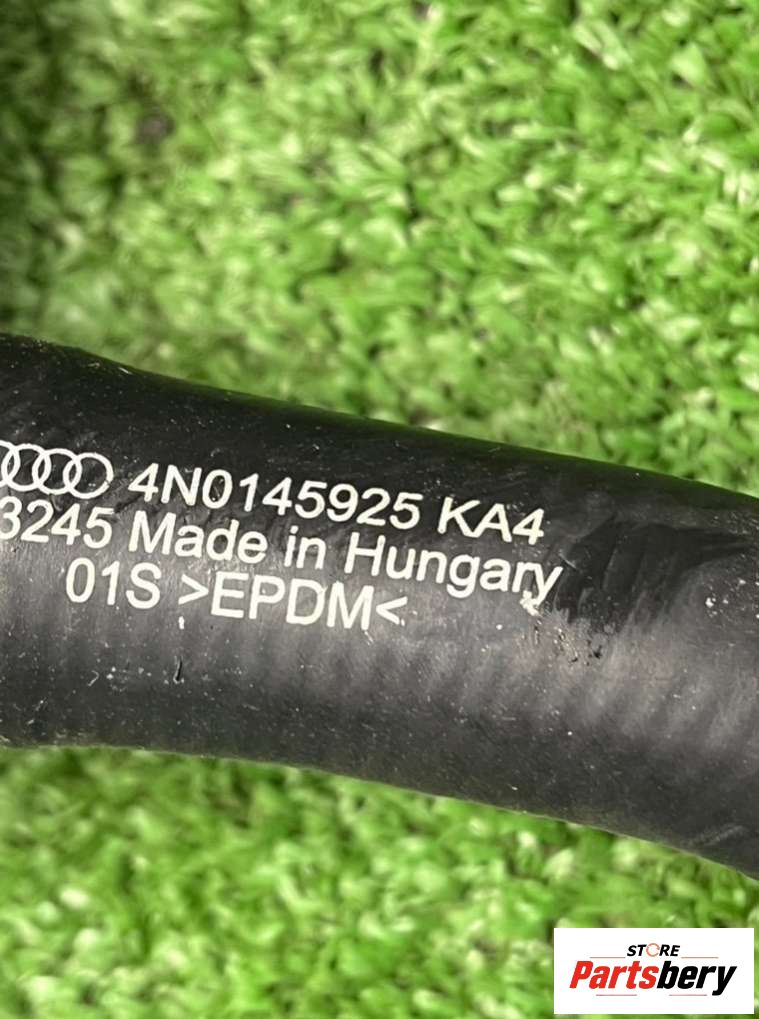 4N0145925 KA4
3245 Made in Hungary
01S >EPDM<
STORE
Partsbery